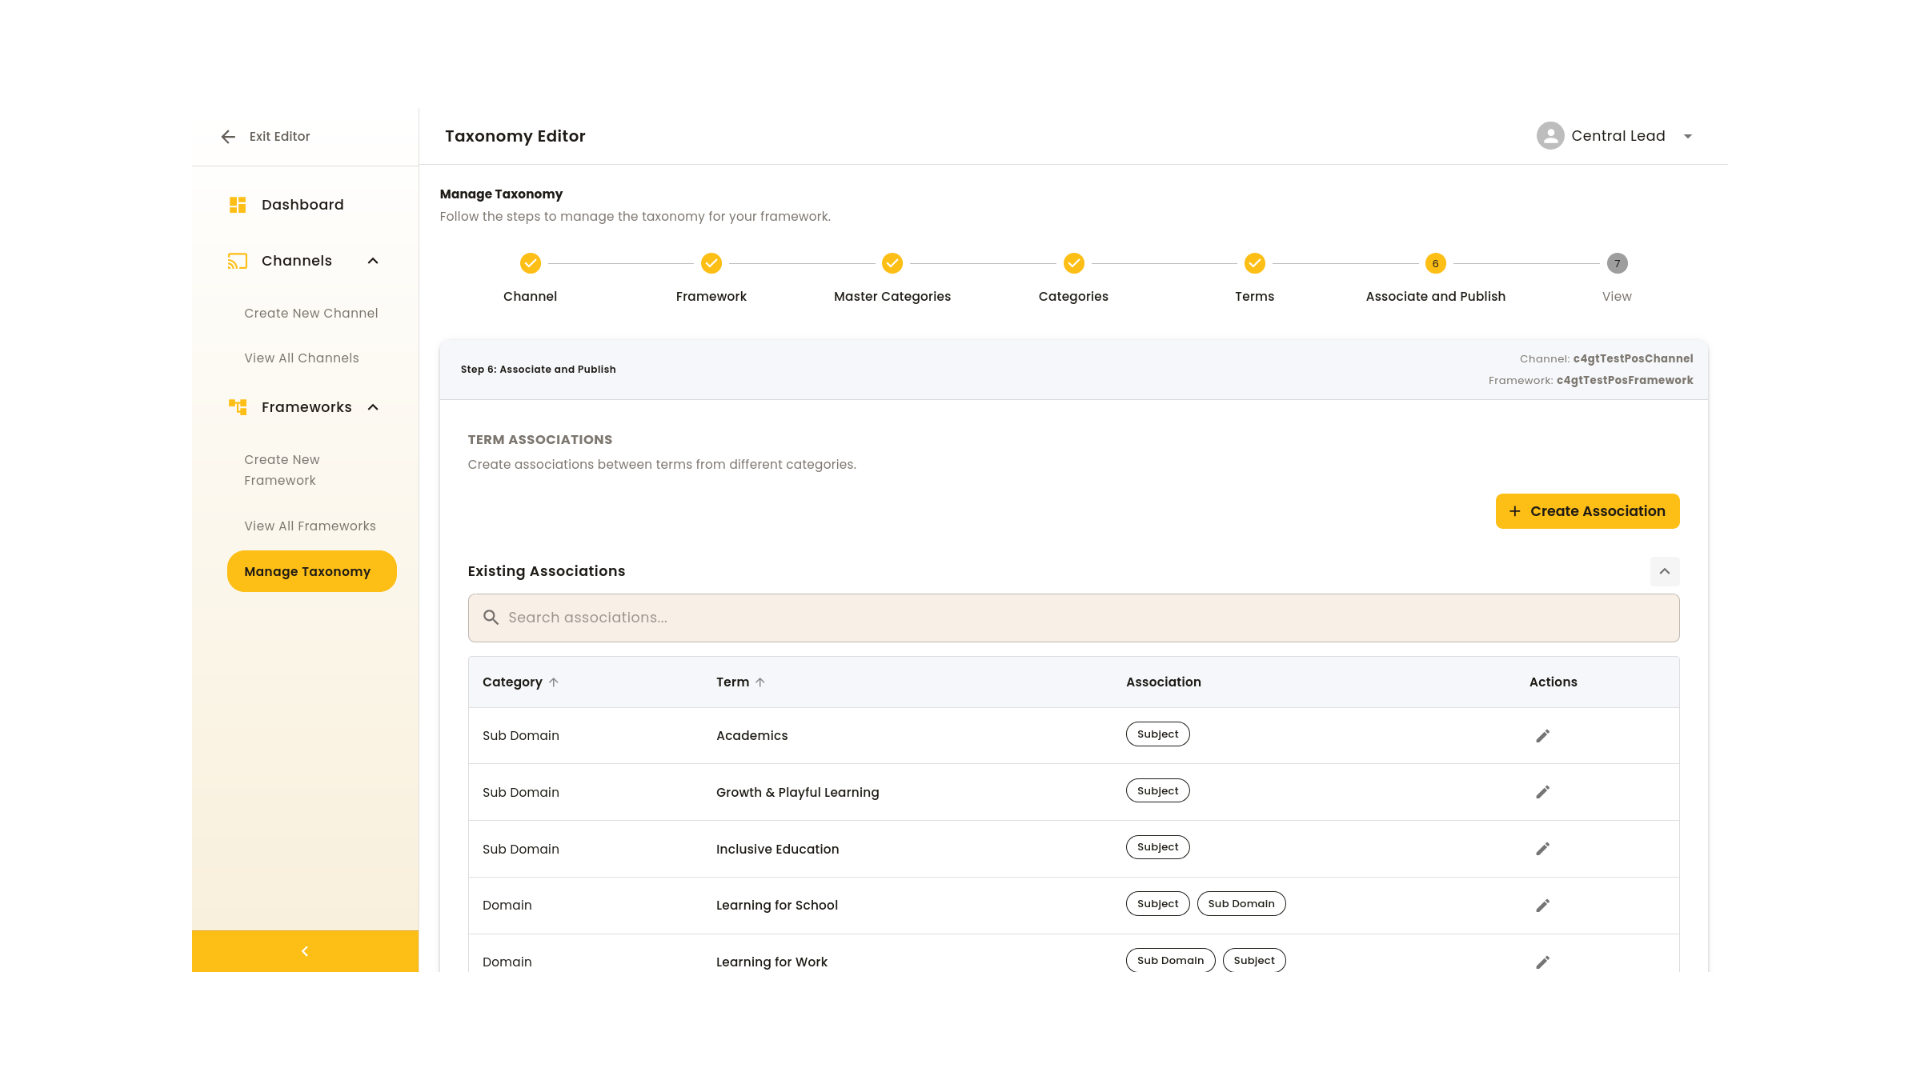 Exit Editor
Taxonomy Editor
Central Lead
Dashboard
Channels
Create New Channel
View All Channels
Frameworks
Create New
Framework
View All Frameworks
Manage Taxonomy
Manage Taxonomy
Follow the steps to manage the taxonomy for your framework.
6
7
Channel
Framework
Master Categories
Categories
Terms
Associate and Publish
View
Step 6: Associate and Publish
Channel: c4gtTestPosChannel
Framework: c4gtTestPosFramework
TERM ASSOCIATIONS
Create associations between terms from different categories.
Create Association
Existing Associations
Search associations...
Category Term Association Actions
Sub Domain Academics Subject
Sub Domain Growth & Playful Learning Subject
Sub Domain Inclusive Education Subject
Domain Learning for School Subject Sub Domain
Domain Learning for Work Sub Domain Subject